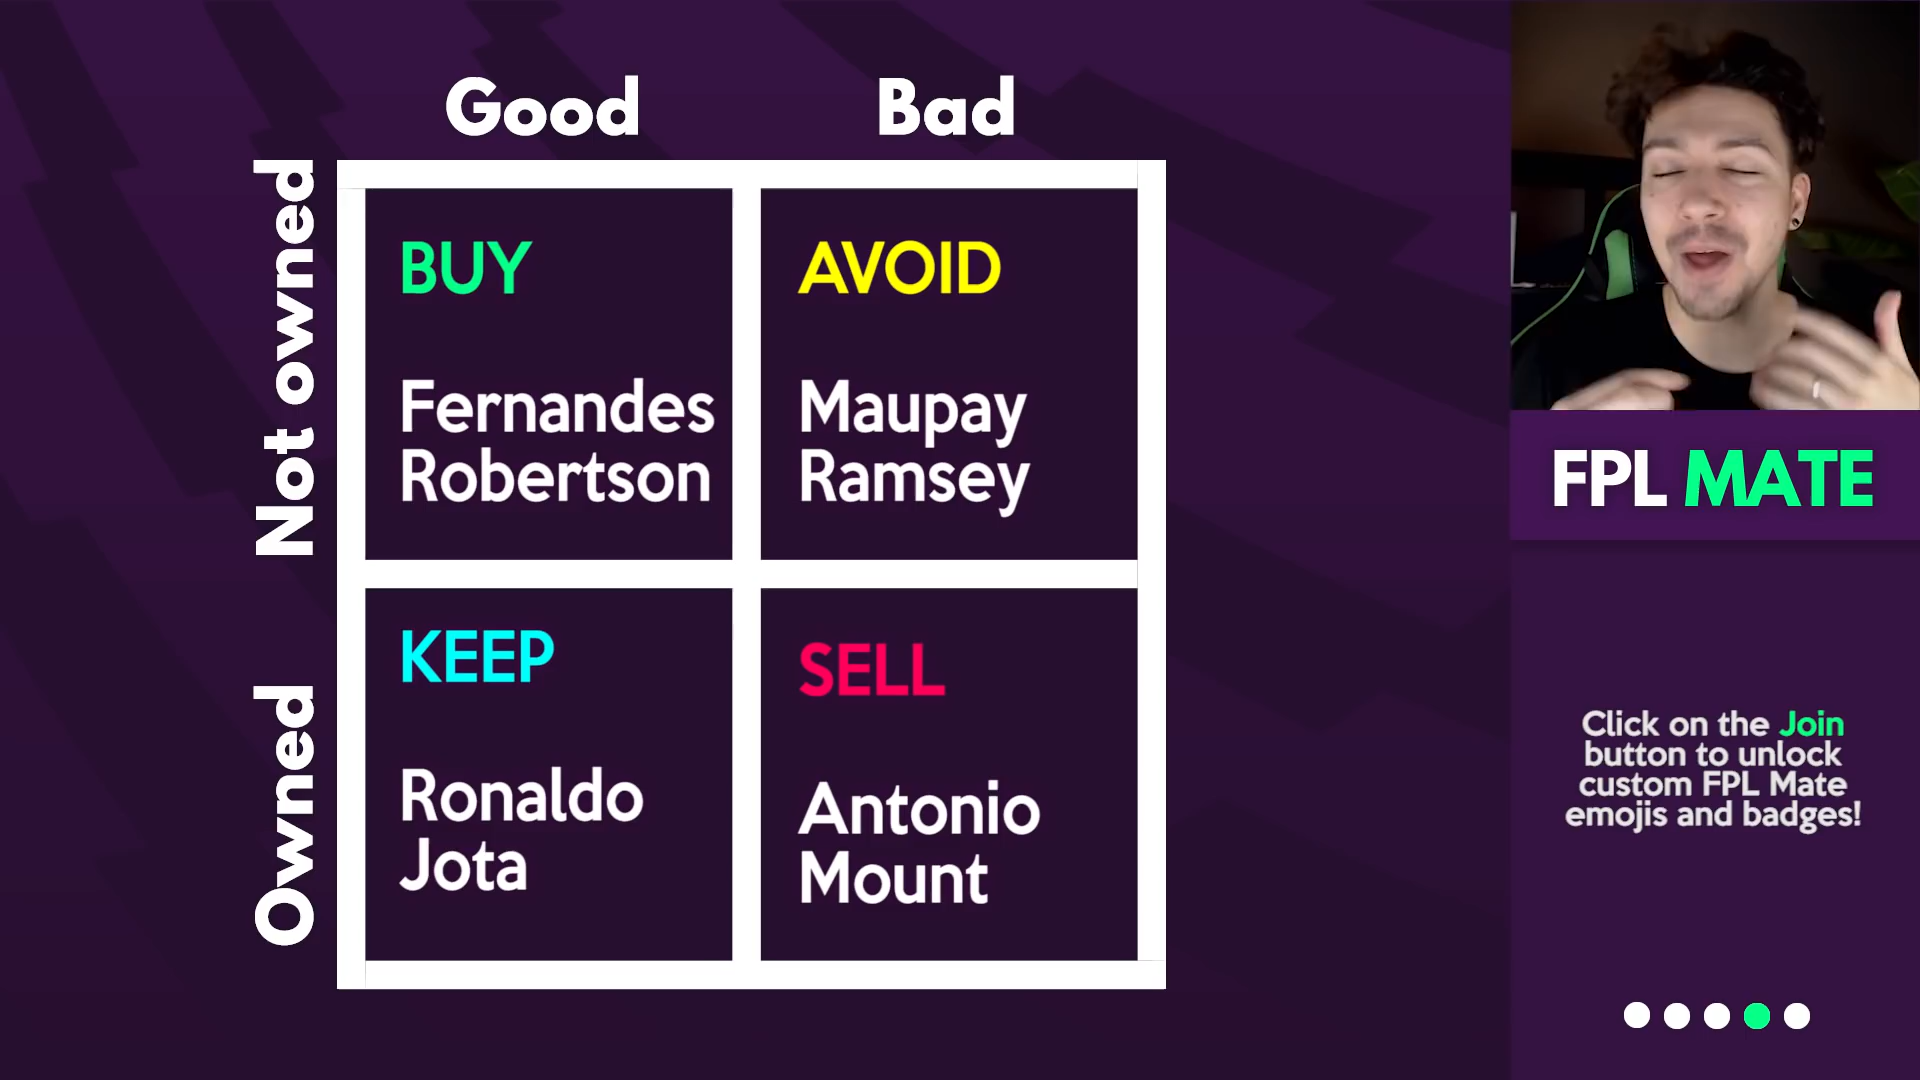 Good
Bad
Not owned
BUY
Fernandes
Robertson
AVOID
Maupay
Ramsey
Owned
KEEP
Ronaldo
Jota
SELL
Antonio
Mount
FPL MATE
Click on the Join
button to unlock
custom FPL Mate
emojis and badges!